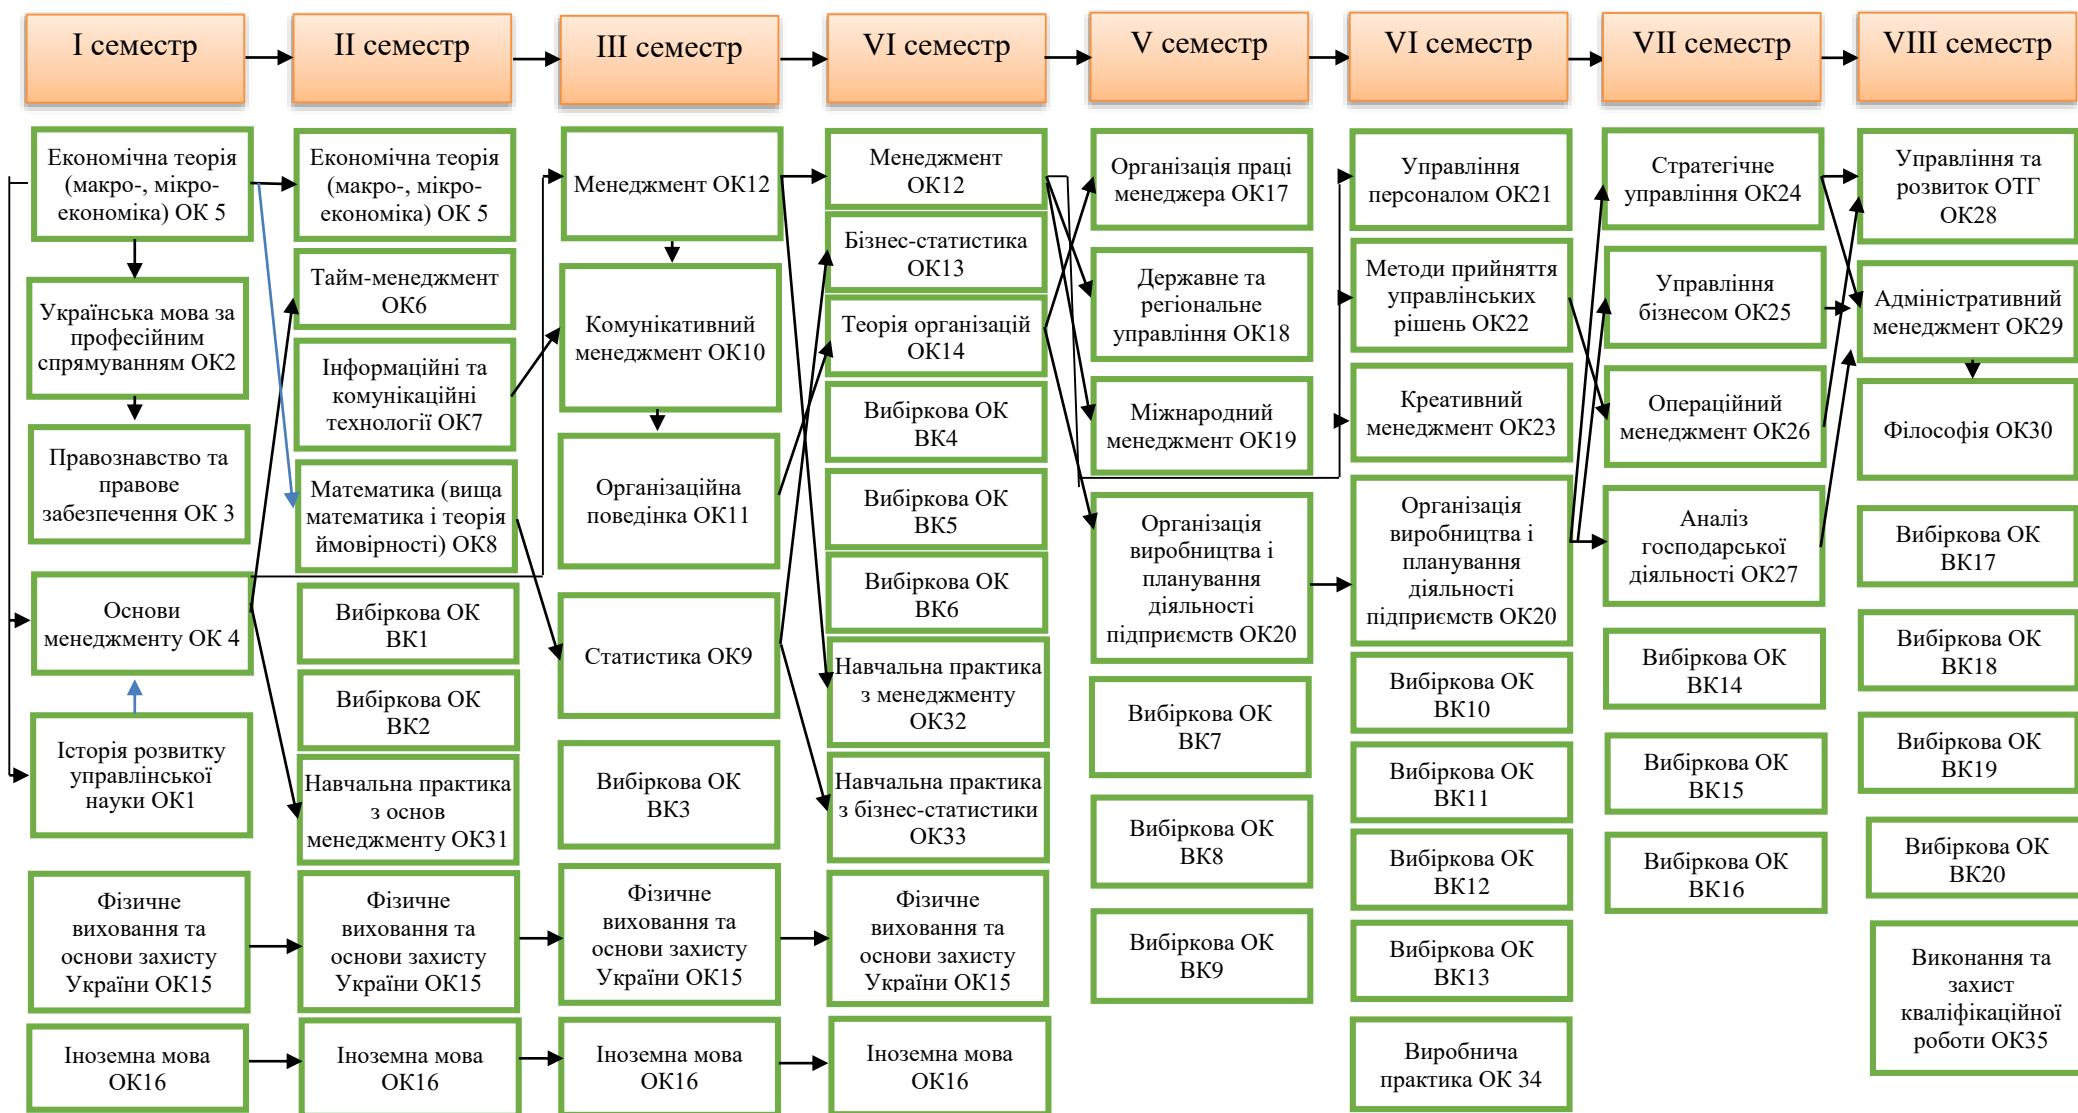 І семестр
ІІ семестр
ІІІ семестр
VІ семестр
V семестр
VІ семестр
VІІ семестр
VІІІ семестр
Економічна теорія
(макро-, мікро-
економіка) ОК 5
Українська мова за
професійним
спрямуванням ОК2
Правознавство та
правове
забезпечення ОК 3
Основи
менеджменту ОК 4
Історія розвитку
управлінської
науки ОК1
Фізичне
виховання та
основи захисту
України ОК15
Іноземна мова
ОК16
Економічна теорія
(макро-, мікро-
економіка) ОК 5
Тайм-менеджмент
ОК6
Інформаційні та
комунікаційні
технології ОК7
Математика (вища
математика і теорія
ймовірності) ОК8
Вибіркова ОК
ВК1
Вибіркова ОК
ВК2
Навчальна практика
з основ
менеджменту ОК31
Фізичне
виховання та
основи захисту
України ОК15
Іноземна мова
ОК16
Менеджмент ОК12
Комунікативний
менеджмент ОК10
Організаційна
поведінка ОК11
Статистика ОК9
Вибіркова ОК
ВК3
Фізичне
виховання та
основи захисту
України ОК15
Іноземна мова
ОК16
Менеджмент
ОК12
Бізнес-статистика
ОК13
Теорія організацій
ОК14
Вибіркова ОК
ВК4
Вибіркова ОК
ВК5
Вибіркова ОК
ВК6
Навчальна практика
з менеджменту
ОК32
Навчальна практика
з бізнес-статистики
ОК33
Фізичне
виховання та
основи захисту
України ОК15
Іноземна мова
ОК16
Організація праці
менеджера ОК17
Державне та
регіональне
управління ОК18
Міжнародний
менеджмент ОК19
Організація
виробництва і
планування
діяльності
підприємств ОК20
Вибіркова ОК
ВК7
Вибіркова ОК
ВК8
Вибіркова ОК
ВК9
Управління
персоналом ОК21
Методи прийняття
управлінських
рішень ОК22
Креативний
менеджмент ОК23
Організація
виробництва і
планування
діяльності
підприємств ОК20
Вибіркова ОК
ВК10
Вибіркова ОК
ВК11
Вибіркова ОК
ВК12
Вибіркова ОК
ВК13
Виробнича
практика ОК 34
Стратегічне
управління ОК24
Управління
бізнесом ОК25
Операційний
менеджмент ОК26
Аналіз
господарської
діяльності ОК27
Вибіркова ОК
ВК14
Вибіркова ОК
ВК15
Вибіркова ОК
ВК16
Управління та
розвиток ОТГ
ОК28
Адміністративний
менеджмент ОК29
Філософія ОК30
Вибіркова ОК
ВК17
Вибіркова ОК
ВК18
Вибіркова ОК
ВК19
Вибіркова ОК
ВК20
Виконання та
захист
кваліфікаційної
роботи ОК35